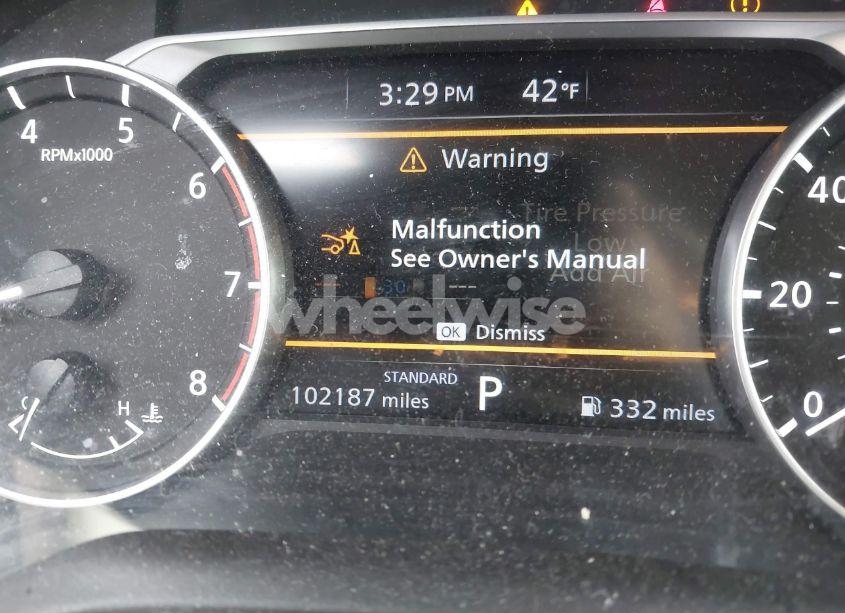 3:29 PM 42°F
4 5 6 7 8
RPMx1000
Warning
Tire Pressure
Low
Add Air
Malfunction
See Owner's Manual
30 ---
wheelwise
OK Dismiss
STANDARD
102187 miles P 332 miles
C H
40
20
0